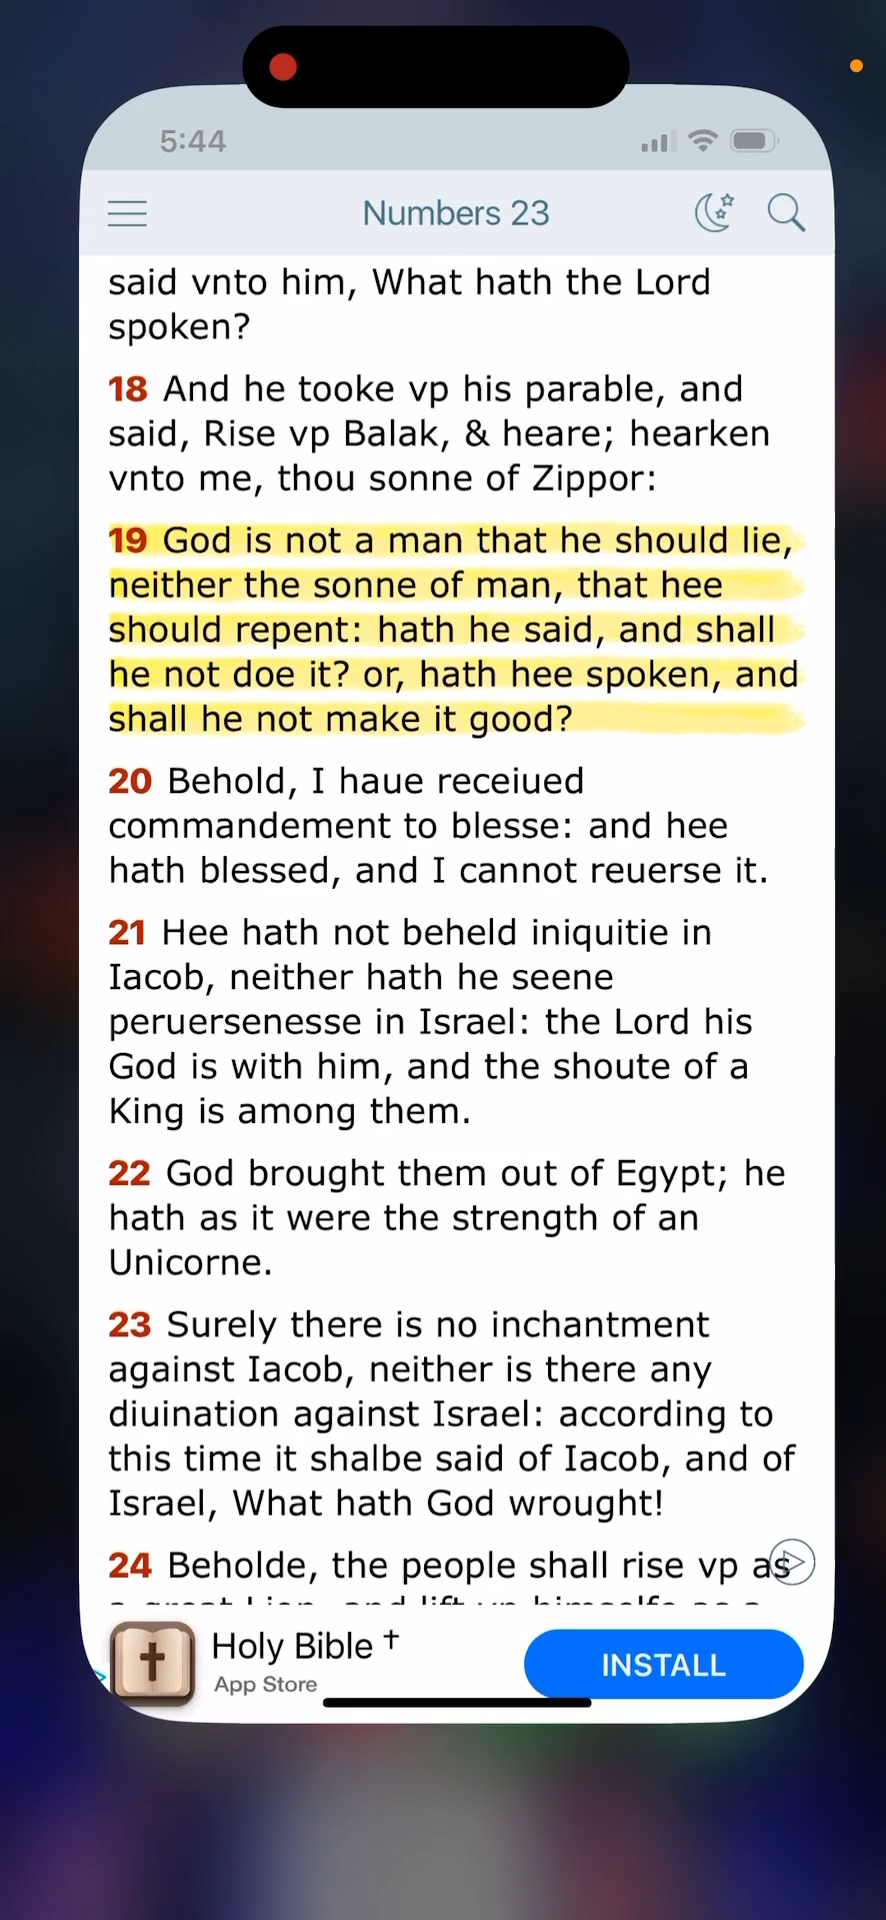 5:44
Numbers 23
said vnto him, What hath the Lord
spoken?
18 And he tooke vp his parable, and
said, Rise vp Balak, & heare; hearken
vnto me, thou sonne of Zippor:
19 God is not a man that he should lie,
neither the sonne of man, that hee
should repent: hath he said, and shall
he not doe it? or, hath hee spoken, and
shall he not make it good?
20 Behold, I haue receiued
commandement to blesse: and hee
hath blessed, and I cannot reuerse it.
21 Hee hath not beheld iniquitie in
Iacob, neither hath he seene
peruersenesse in Israel: the Lord his
God is with him, and the shoute of a
King is among them.
22 God brought them out of Egypt; he
hath as it were the strength of an
Unicorne.
23 Surely there is no inchantment
against Iacob, neither is there any
diuination against Israel: according to
this time it shalbe said of Iacob, and of
Israel, What hath God wrought!
24 Beholde, the people shall rise vp as
a great Lion, and lift vp himselfe as a
Holy Bible †
App Store
INSTALL